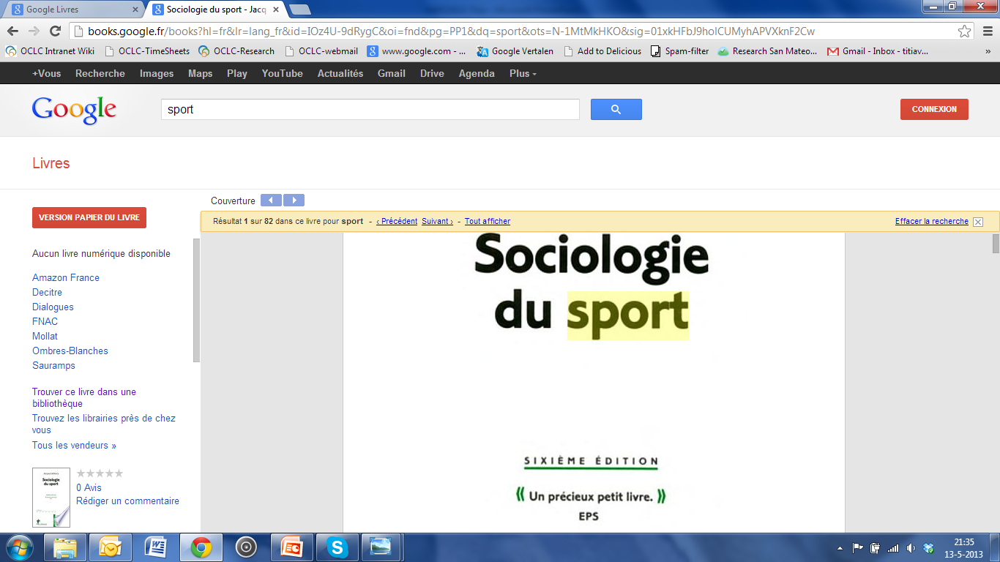 Google Livres
Sociologie du sport - Jacq
books.google.fr/books?hl=fr&lr=lang_fr&id=IOz4U-9dRygC&oi=fnd&pg=PP1&dq=sport&ots=N-1MtMkHKO&sig=01xkHFbJ9holCUMyhAPVXknF2Cw
OCLC Intranet Wiki OCLC-TimeSheets OCLC-Research OCLC-webmail www.google.com - ... Google Vertalen Add to Delicious Spam-filter Research San Mateo... Gmail - Inbox - titiav... »
+Vous Recherche Images Maps Play YouTube Actualités Gmail Drive Agenda Plus
Google
sport
CONNEXION
Livres
VERSION PAPIER DU LIVRE
Aucun livre numérique disponible
Amazon France
Decitre
Dialogues
FNAC
Mollat
Ombres-Blanches
Sauramps
Trouver ce livre dans une
bibliothèque
Trouvez les librairies près de chez
vous
Tous les vendeurs »
Sociologie
du sport
0 Avis
Rédiger un commentaire
Couverture
Résultat 1 sur 82 dans ce livre pour sport - ‹ Précédent Suivant › - Tout afficher
Effacer la recherche
Sociologie
du sport
SIXIÈME ÉDITION
⟪ Un précieux petit livre. ⟫
EPS
21:35
13-5-2013